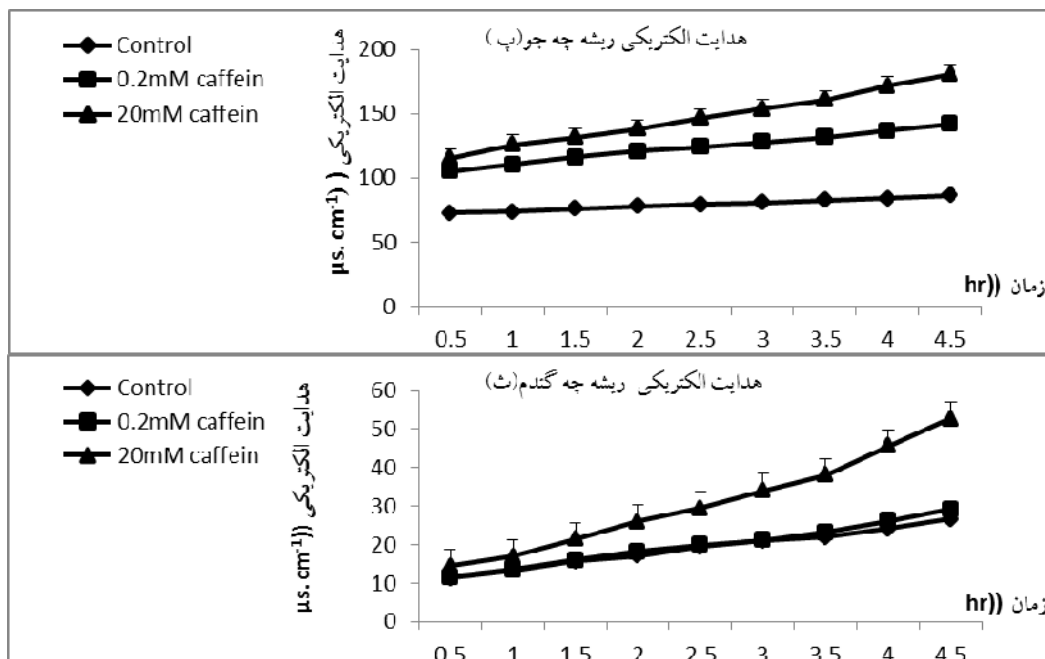 هدایت الکتریکی ریشه چه جو(پ )
Control
0.2mM caffein
20mM caffein
هدایت الکتریکی ( (µs. cm-1)
200
150
100
50
0
0.5 1 1.5 2 2.5 3 3.5 4 4.5
زمان ((hr
هدایت الکتریکی ریشه چه گندم(ث)
Control
0.2mM caffein
20mM caffein
هدایت الکتریکی ((µs. cm-1)
60
50
40
30
20
10
0
0.5 1 1.5 2 2.5 3 3.5 4 4.5
زمان ((hr